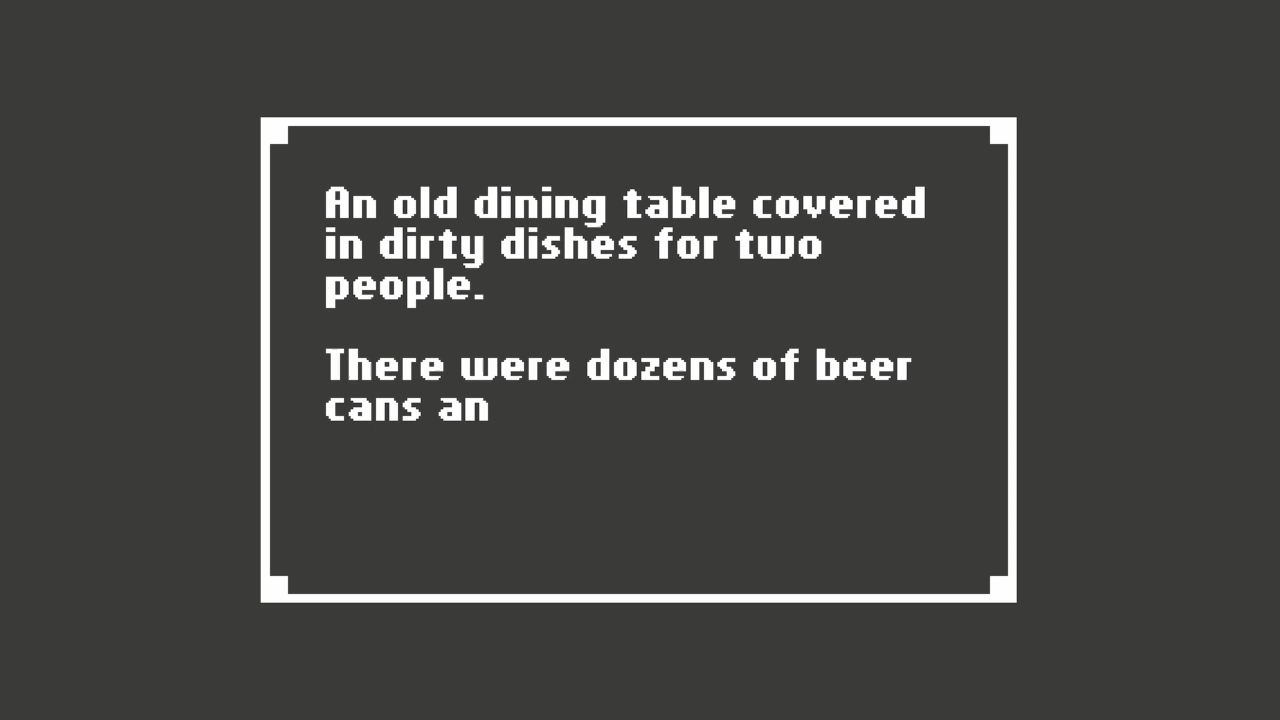 An old dining table covered
in dirty dishes for two
people.
There were dozens of beer
cans an